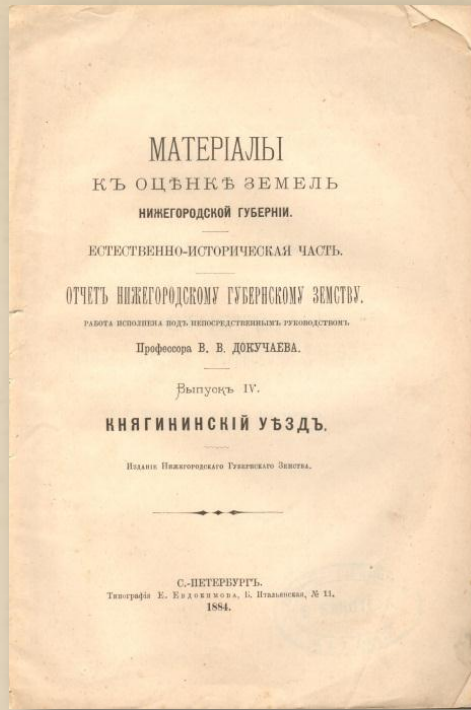 МАТЕРІАЛЫ
КЪ ОЦѢНКѢ ЗЕМЕЛЬ
НИЖЕГОРОДСКОЙ ГУБЕРНІИ.
ЕСТЕСТВЕННО-ИСТОРИЧЕСКАЯ ЧАСТЬ.
ОТЧЕТЪ НИЖЕГОРОДСКОМУ ГУБЕРНСКОМУ ЗЕМСТВУ.
РАБОТА ИСПОЛНЕНА ПОДЪ НЕПОСРЕДСТВЕННЫМЪ РУКОВОДСТВОМЪ
Профессора В. В. ДОКУЧАЕВА.
Выпускъ IV.
КНЯГИНИНСКІЙ УѢЗДЪ.
Изданіе Нижегородскаго Губернскаго Земства.
С.-ПЕТЕРБУРГЪ.
Типографія Е. Евдокимова, Б. Итальянская, № 11.
1884.